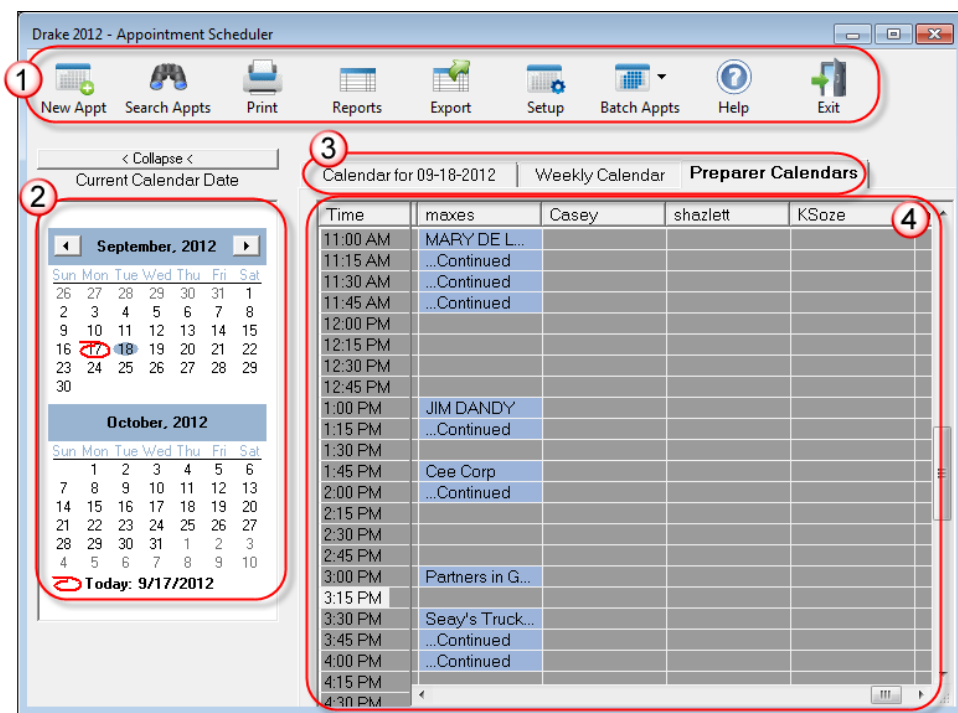 Drake 2012 - Appointment Scheduler
1
New Appt Search Appts Print Reports Export Setup Batch Appts Help Exit
< Collapse <
Current Calendar Date
3
Calendar for 09-18-2012 Weekly Calendar Preparer Calendars
2
September, 2012
Sun Mon Tue Wed Thu Fri Sat
26 27 28 29 30 31 1
2 3 4 5 6 7 8
9 10 11 12 13 14 15
16 17 18 19 20 21 22
23 24 25 26 27 28 29
30
October, 2012
Sun Mon Tue Wed Thu Fri Sat
1 2 3 4 5 6
7 8 9 10 11 12 13
14 15 16 17 18 19 20
21 22 23 24 25 26 27
28 29 30 31 1 2 3
4 5 6 7 8 9 10
Today: 9/17/2012
Time maxes Casey shazlett KSoze 4
11:00 AM MARY DE L...
11:15 AM ...Continued
11:30 AM ...Continued
11:45 AM ...Continued
12:00 PM
12:15 PM
12:30 PM
12:45 PM
1:00 PM JIM DANDY
1:15 PM ...Continued
1:30 PM
1:45 PM Cee Corp
2:00 PM ...Continued
2:15 PM
2:30 PM
2:45 PM
3:00 PM Partners in G...
3:15 PM
3:30 PM Seay's Truck...
3:45 PM ...Continued
4:00 PM ...Continued
4:15 PM
4:30 PM